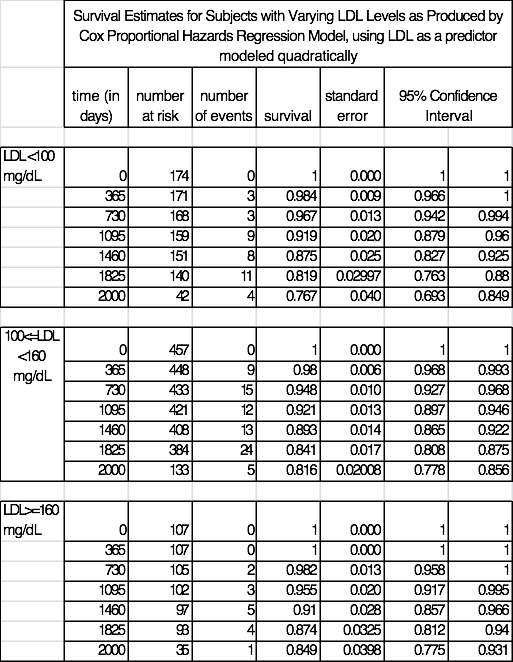 Survival Estimates for Subjects with Varying LDL Levels as Produced by
Cox Proportional Hazards Regression Model, using LDL as a predictor
modeled quadratically
time (in days) number at risk number of events survival standard error 95% Confidence Interval
LDL<100 mg/dL 0 174 0 1 0.000 1 1
365 171 3 0.984 0.009 0.966 1
730 168 3 0.967 0.013 0.942 0.994
1095 159 9 0.919 0.020 0.879 0.96
1460 151 8 0.875 0.025 0.827 0.925
1825 140 11 0.819 0.02997 0.763 0.88
2000 42 4 0.767 0.040 0.693 0.849
100<=LDL <160 mg/dL 0 457 0 1 0.000 1 1
365 448 9 0.98 0.006 0.968 0.993
730 433 15 0.948 0.010 0.927 0.968
1095 421 12 0.921 0.013 0.897 0.946
1460 408 13 0.893 0.014 0.865 0.922
1825 384 24 0.841 0.017 0.808 0.875
2000 133 5 0.816 0.02008 0.778 0.856
LDL>=160 mg/dL 0 107 0 1 0.000 1 1
365 107 0 1 0.000 1 1
730 105 2 0.982 0.013 0.958 1
1095 102 3 0.955 0.020 0.917 0.995
1460 97 5 0.91 0.028 0.857 0.966
1825 93 4 0.874 0.0325 0.812 0.94
2000 35 1 0.849 0.0398 0.775 0.931